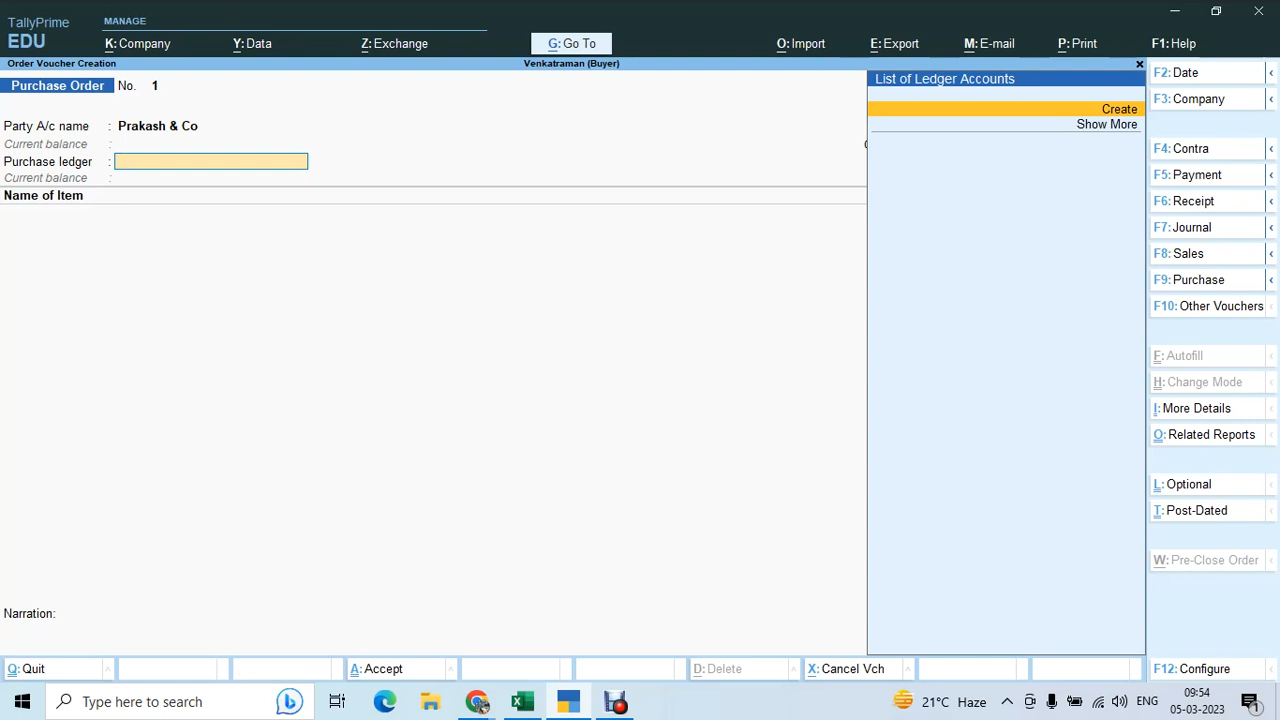 TallyPrime
EDU
MANAGE
K: Company
Y: Data
Z: Exchange
G: Go To
O: Import
E: Export
M: E-mail
P: Print
F1: Help
Order Voucher Creation
Venkatraman (Buyer)
×
Purchase Order No. 1
Party A/c name : Prakash & Co
Current balance :
Purchase ledger :
Current balance :
Name of Item
Narration:
List of Ledger Accounts
Create
Show More
F2: Date
F3: Company
F4: Contra
F5: Payment
F6: Receipt
F7: Journal
F8: Sales
F9: Purchase
F10: Other Vouchers
F: Autofill
H: Change Mode
I: More Details
O: Related Reports
L: Optional
T: Post-Dated
W: Pre-Close Order
Q: Quit
A: Accept
D: Delete
X: Cancel Vch
F12: Configure
Type here to search
21°C Haze
ENG
09:54
05-03-2023
1